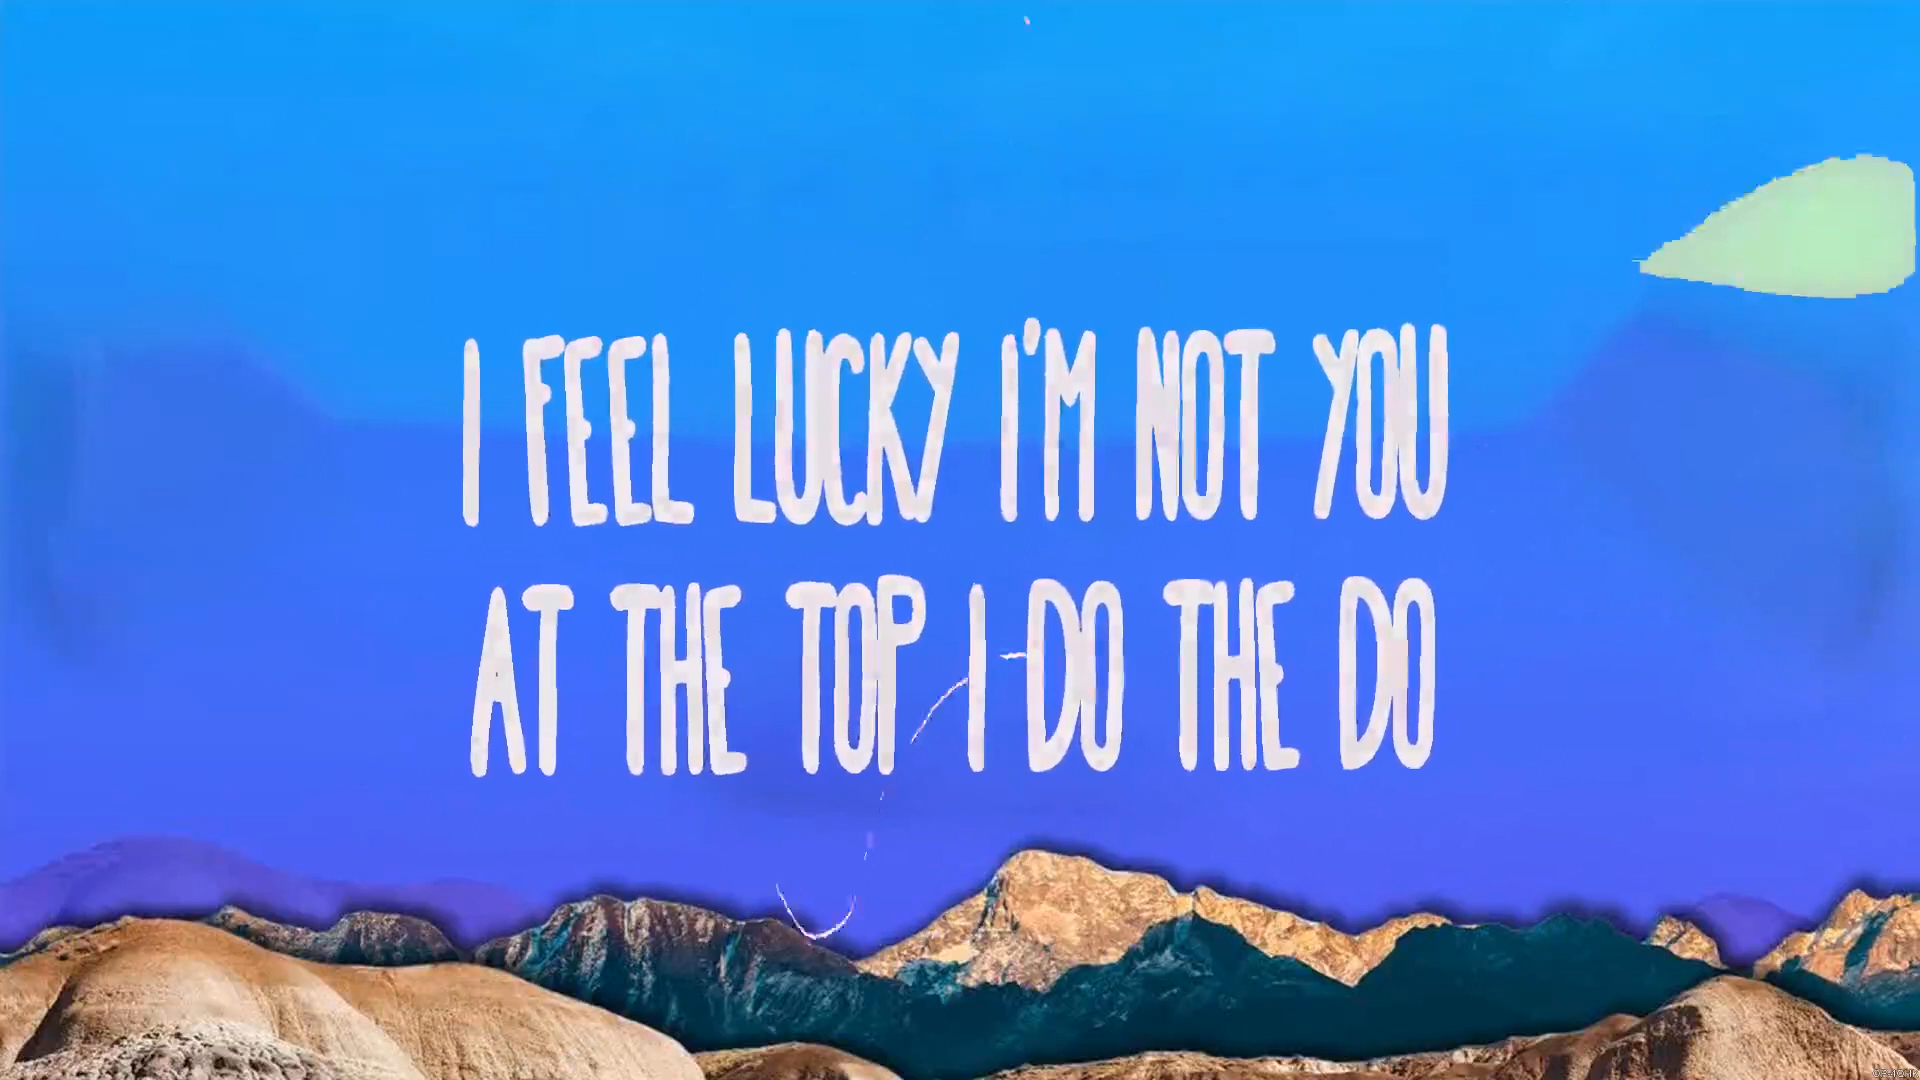 I FEEL LUCKY I'M NOT YOU
AT THE TOP I DO THE DO